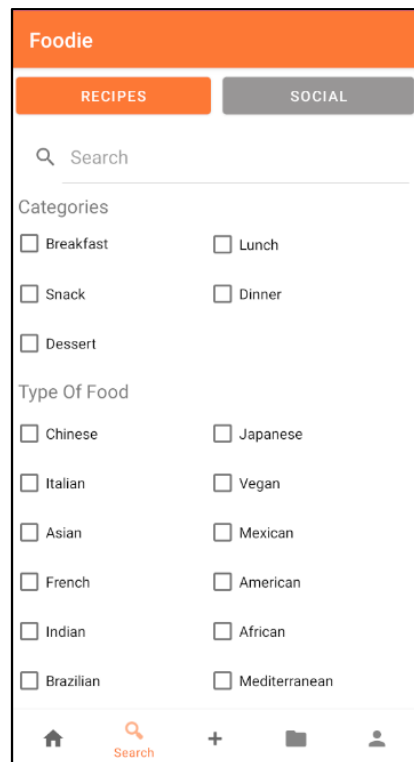 Foodie
RECIPES SOCIAL
Search
Categories
Breakfast Lunch
Snack Dinner
Dessert
Type Of Food
Chinese Japanese
Italian Vegan
Asian Mexican
French American
Indian African
Brazilian Mediterranean
Search